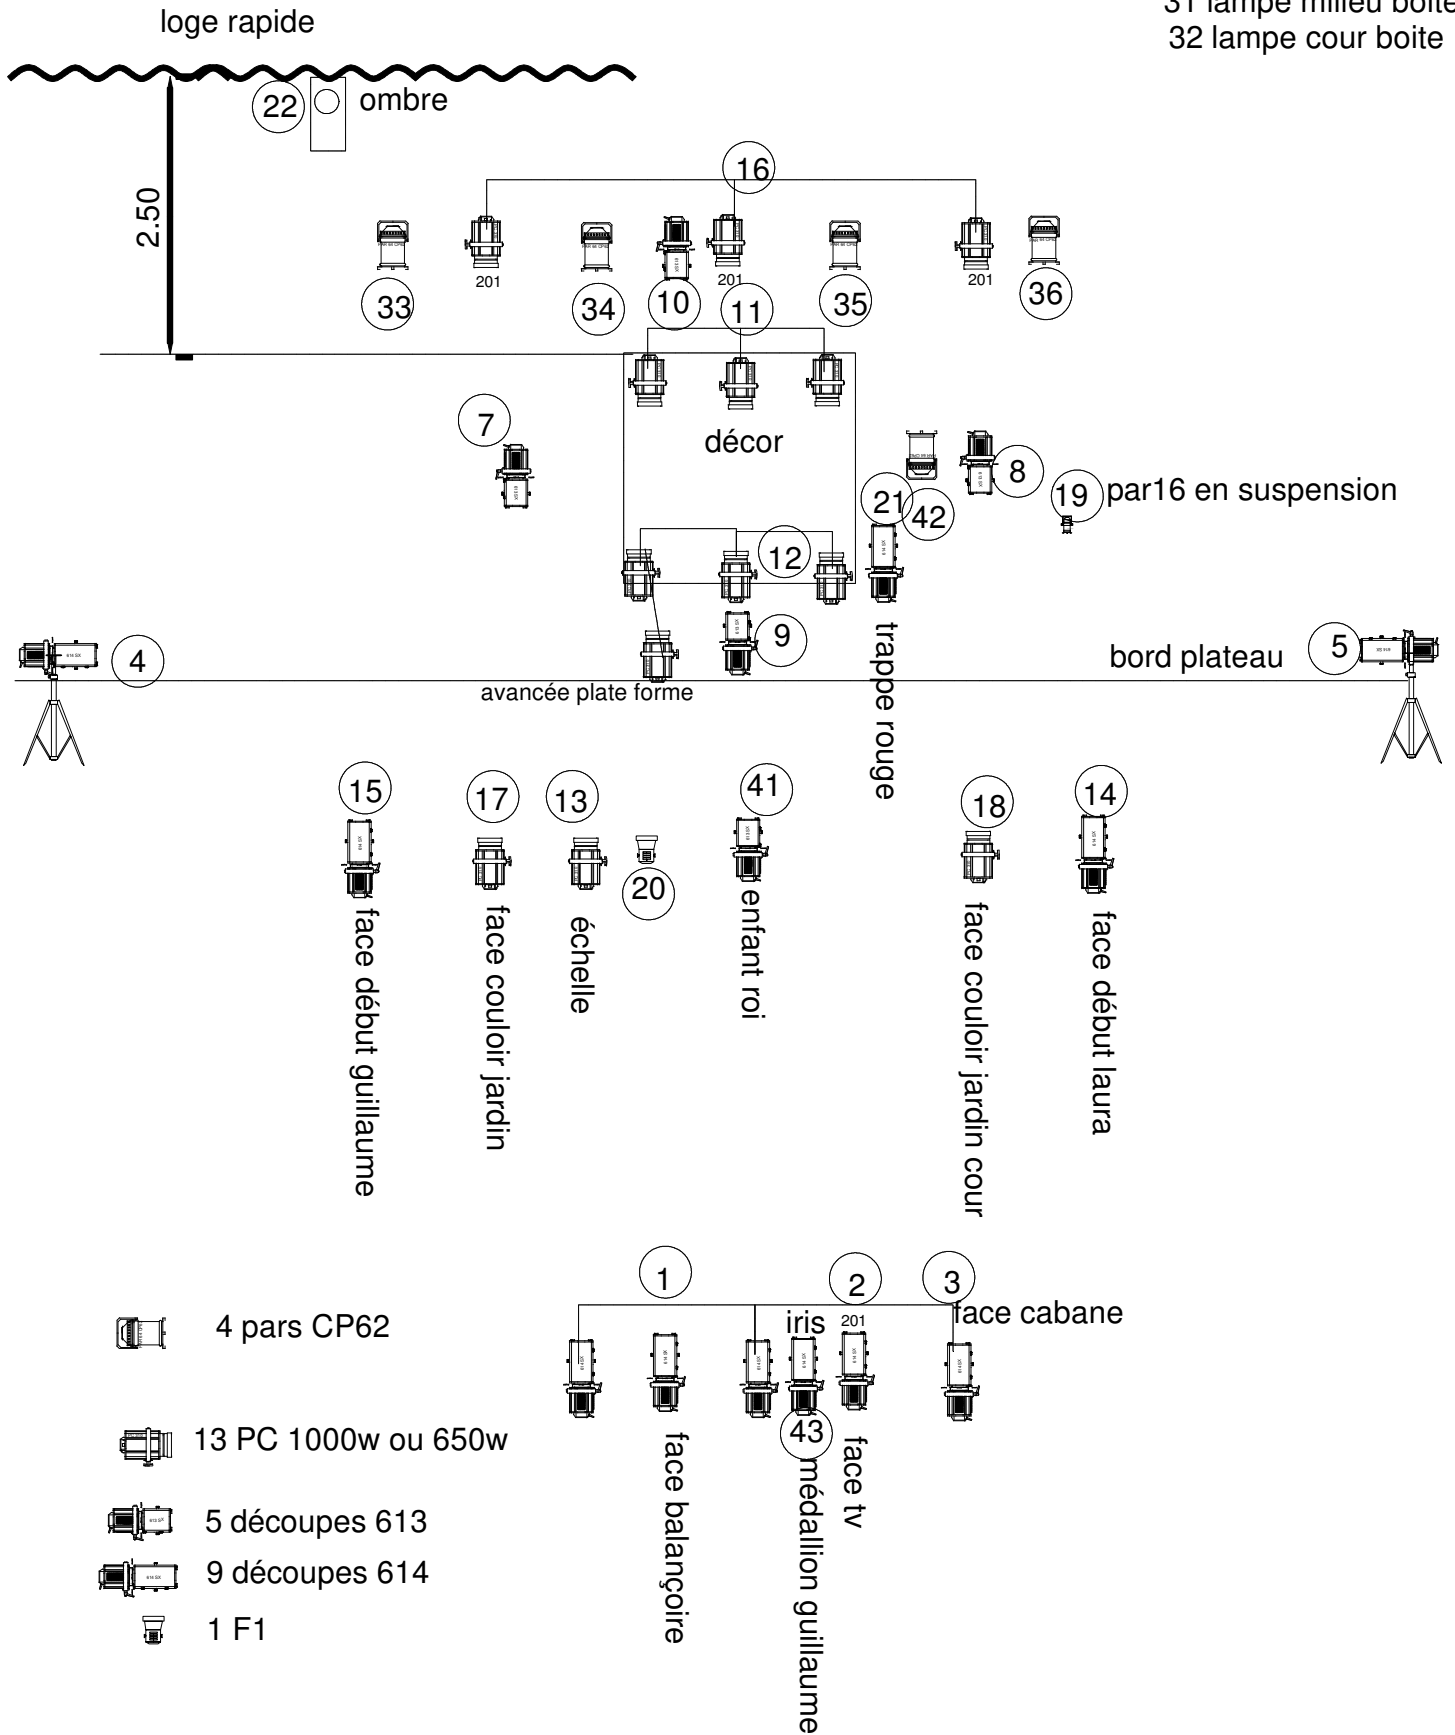 31 lampe milieu boite
32 lampe cour boite
loge rapide
22
ombre
2.50
16
201
201
201
33
34
10
11
35
36
7
décor
8
19
par16 en suspension
21
42
12
9
4
5
bord plateau
avancée plate forme
trappe rouge
15
17
13
41
18
14
20
face début guillaume
face couloir jardin
échelle
enfant roi
face couloir jardin cour
face début laura
1
2
3
face cabane
iris
201
43
face balançoire
médallion guillaume
face tv
4 pars CP62
13 PC 1000w ou 650w
5 découpes 613
9 découpes 614
1 F1